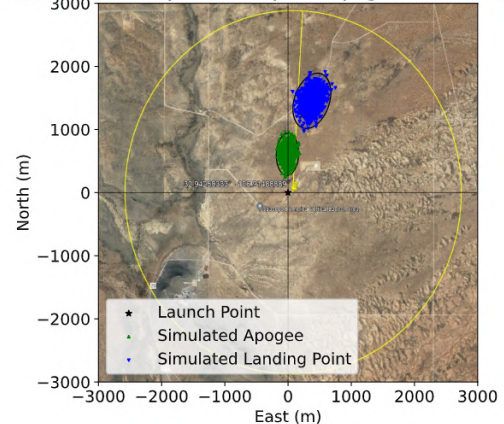 3000
2000
1000
0
−1000
−2000
−3000
North (m)
Launch Point
Simulated Apogee
Simulated Landing Point
−3000 −2000 −1000 0 1000 2000 3000
East (m)